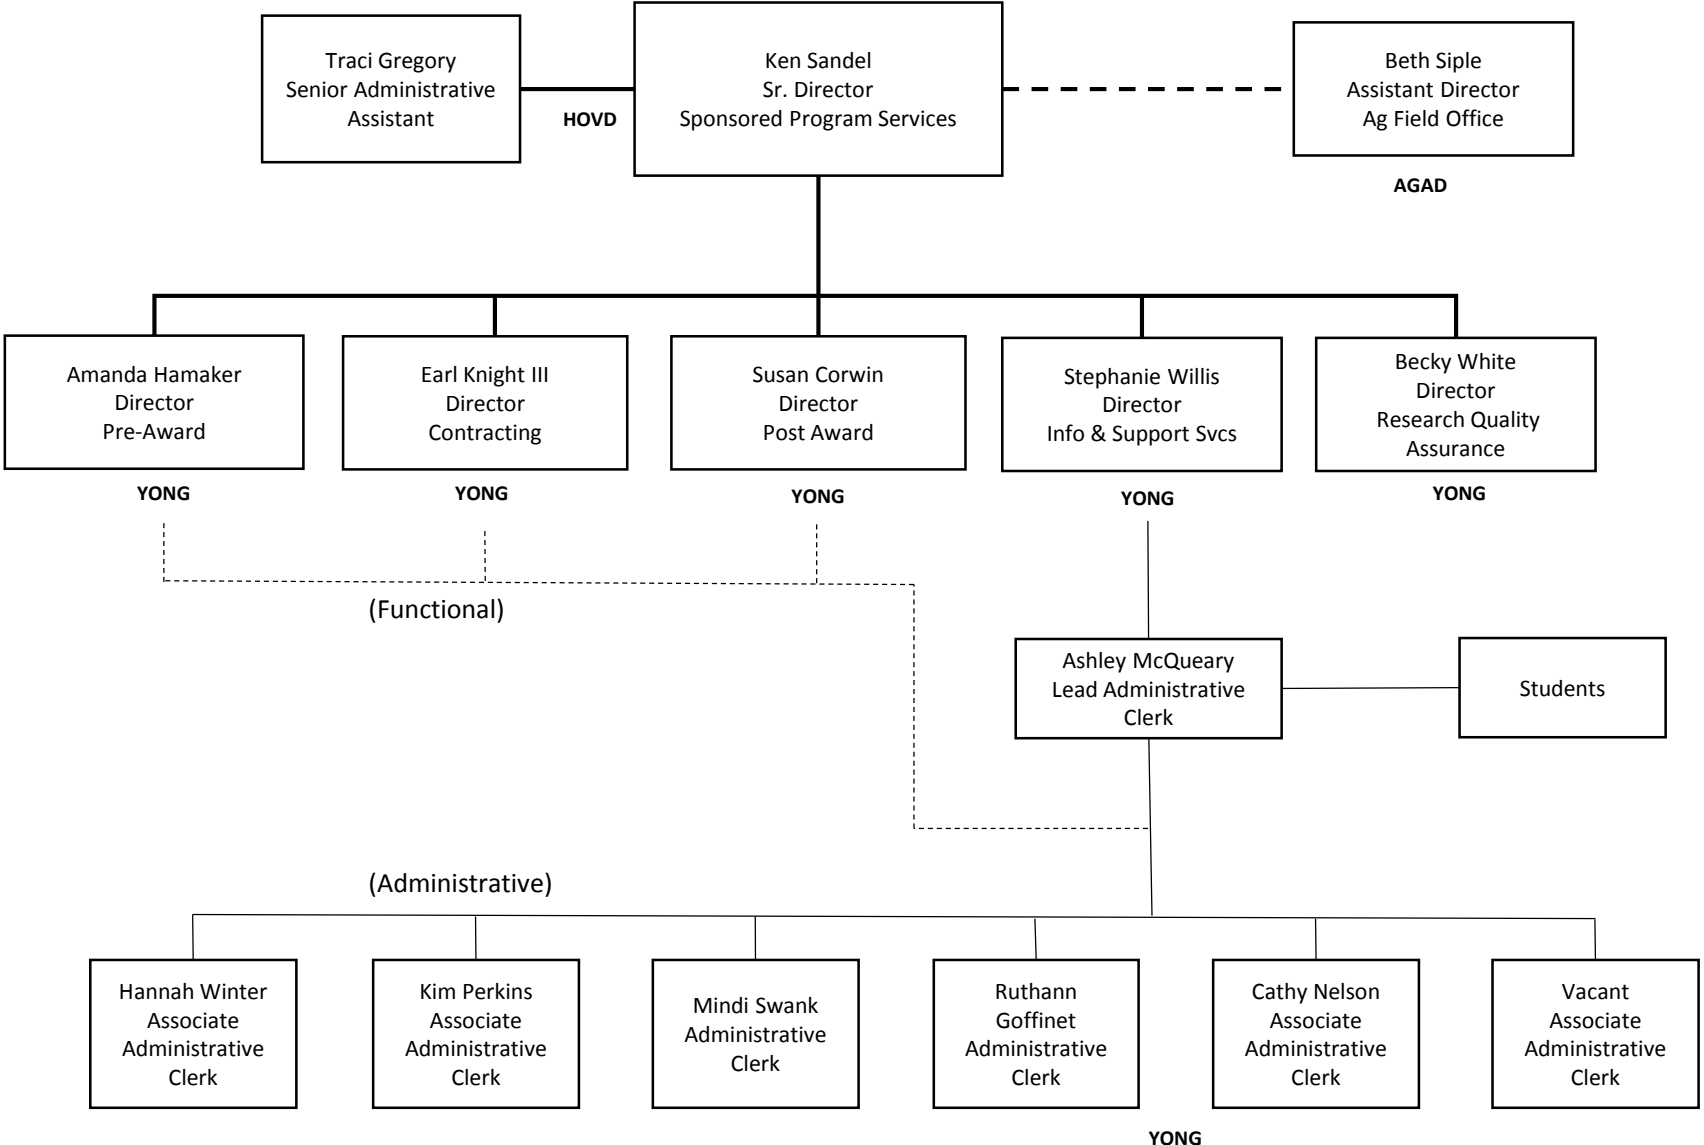 Traci Gregory
Senior Administrative
Assistant
HOVD
Ken Sandel
Sr. Director
Sponsored Program Services
Beth Siple
Assistant Director
Ag Field Office
AGAD
Amanda Hamaker
Director
Pre-Award
YONG
Earl Knight III
Director
Contracting
YONG
Susan Corwin
Director
Post Award
YONG
Stephanie Willis
Director
Info & Support Svcs
YONG
Becky White
Director
Research Quality
Assurance
YONG
(Functional)
Ashley McQueary
Lead Administrative
Clerk
Students
(Administrative)
Hannah Winter
Associate
Administrative
Clerk
Kim Perkins
Associate
Administrative
Clerk
Mindi Swank
Administrative
Clerk
Ruthann
Goffinet
Administrative
Clerk
Cathy Nelson
Associate
Administrative
Clerk
Vacant
Associate
Administrative
Clerk
YONG